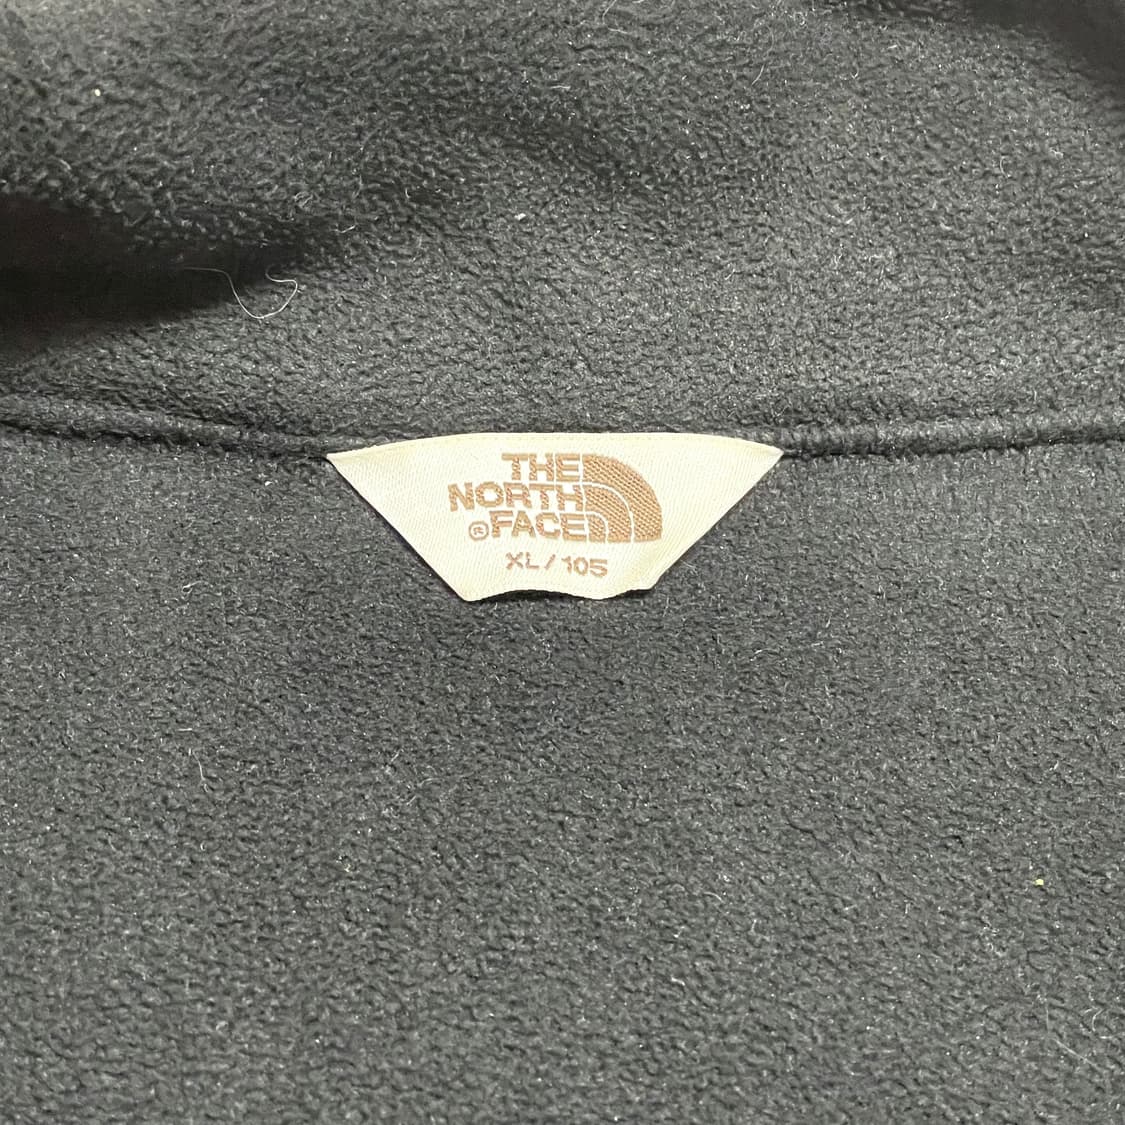 THE
NORTH
®FACE
XL / 105